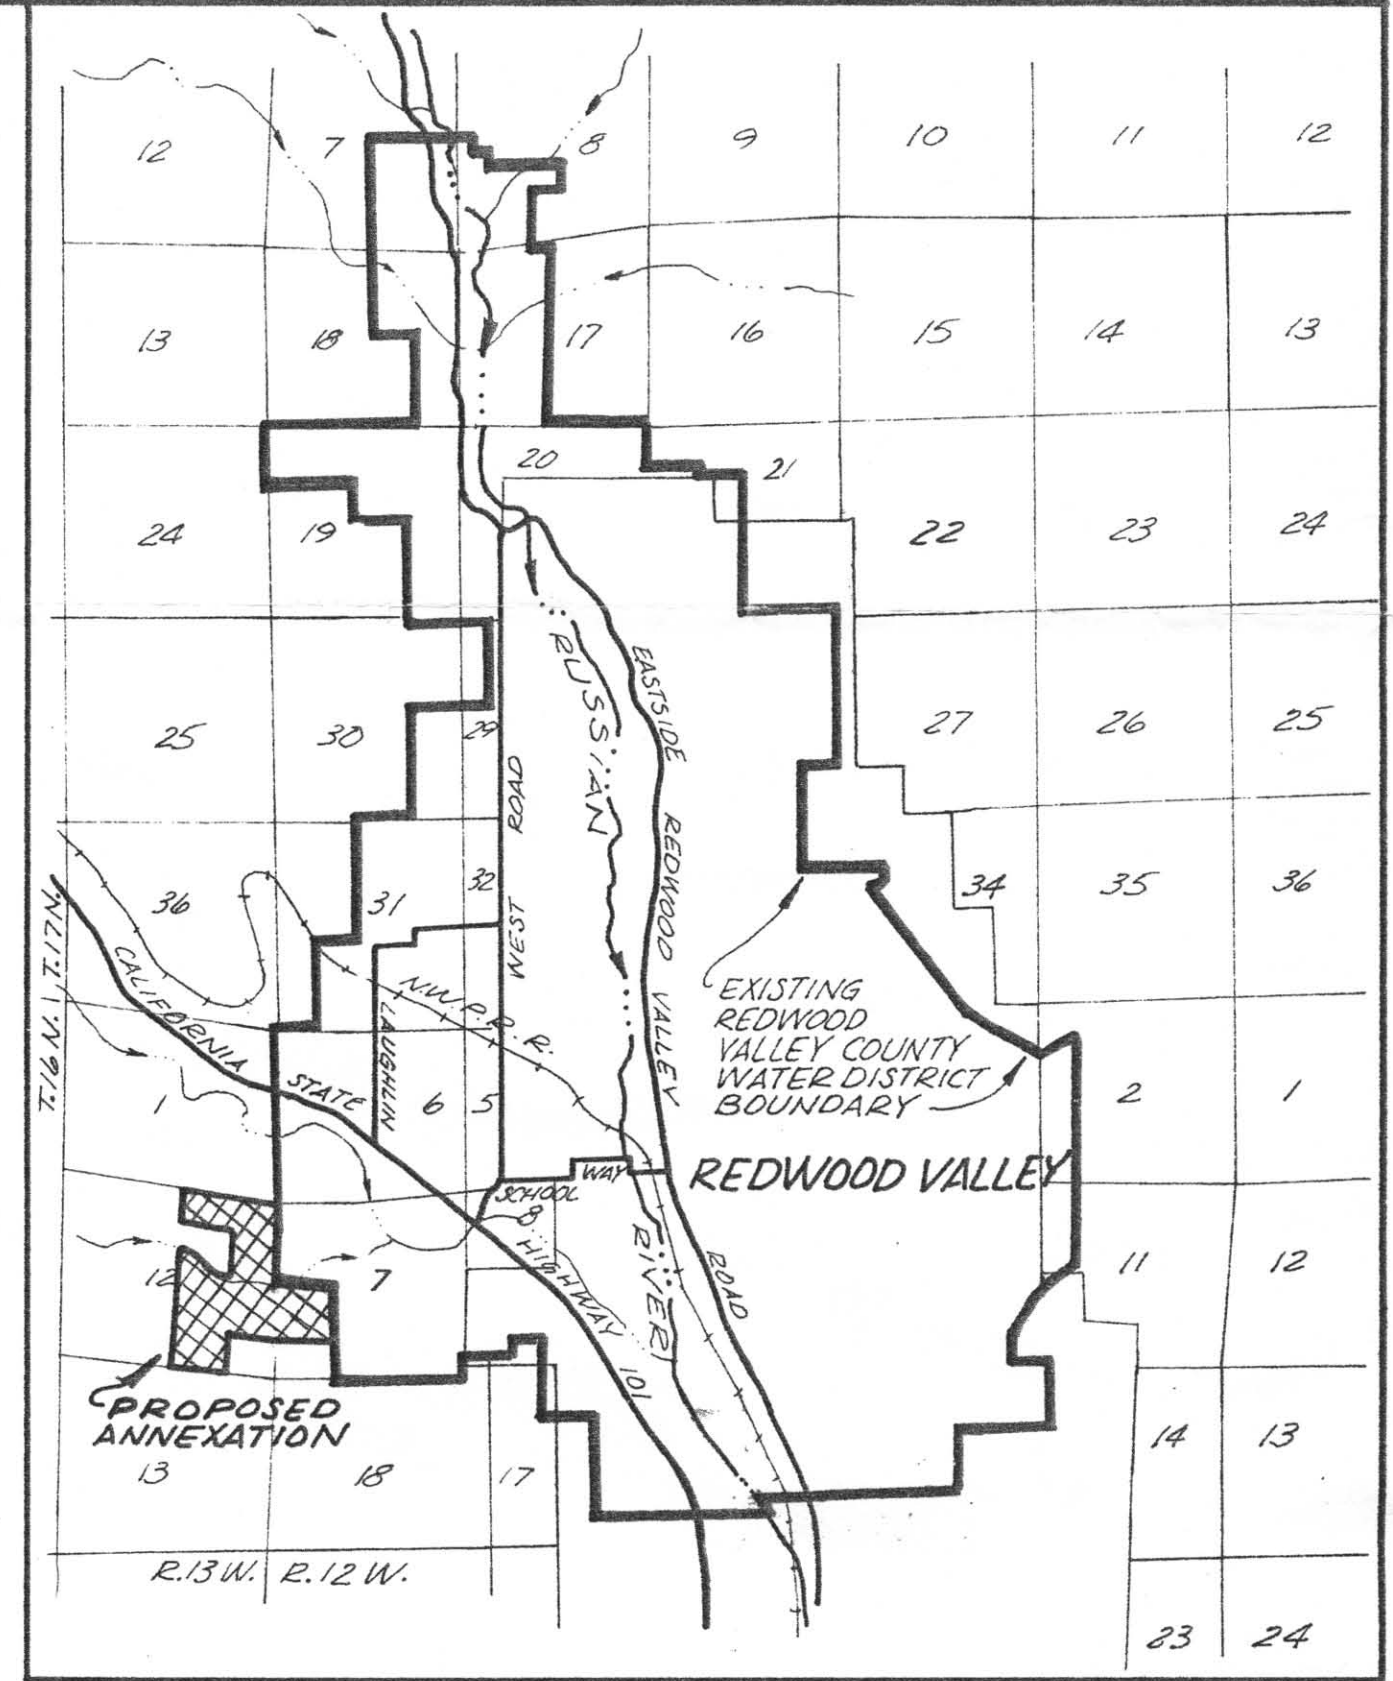 12 7 8 9 10 11 12
13 18 17 16 15 14 13
20 21
24 19 22 23 24
RUSSIAN
EASTSIDE
25 30 29 27 26 25
ROAD
REDWOOD
36 31 32 34 35 36
WEST
T.16 N. T.17 N.
CALIFORNIA
N.W.P.R.R.
LAUGHLIN
VALLEY
EXISTING
REDWOOD
VALLEY COUNTY
WATER DISTRICT
BOUNDARY
STATE
1 6 5 2 1
WAY
SCHOOL
REDWOOD VALLEY
8
HIGHWAY
RIVER
ROAD
12 7 11 12
101
PROPOSED
ANNEXATION
13 18 17 14 13
R.13 W. R.12 W.
23 24